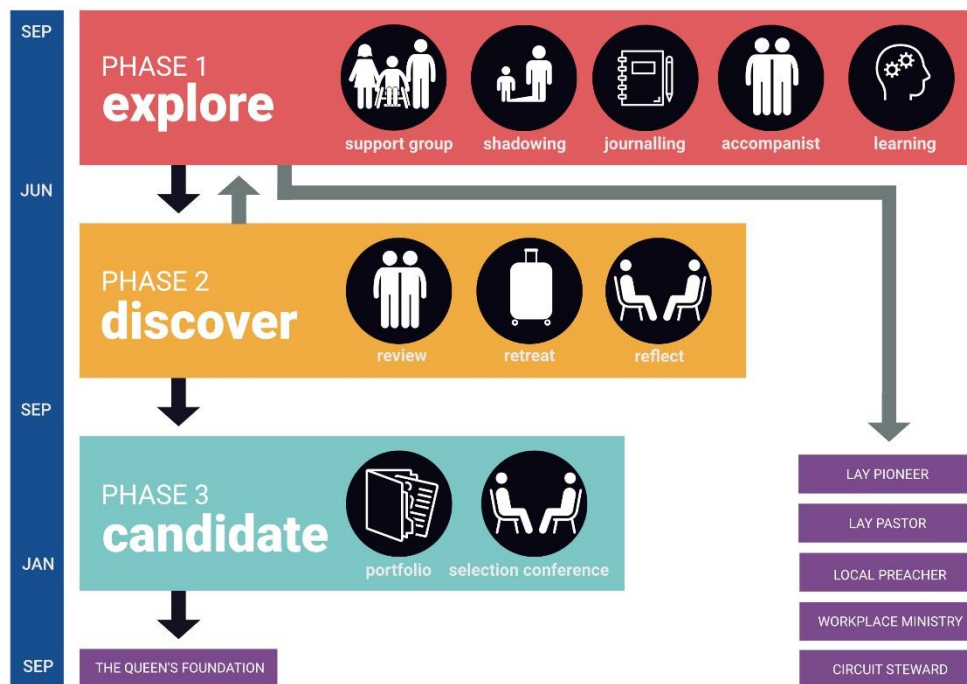 SEP
PHASE 1
explore
support group
shadowing
journalling
accompanist
learning
JUN
PHASE 2
discover
review
retreat
reflect
SEP
PHASE 3
candidate
portfolio
selection conference
JAN
LAY PIONEER
LAY PASTOR
LOCAL PREACHER
WORKPLACE MINISTRY
CIRCUIT STEWARD
SEP
THE QUEEN'S FOUNDATION